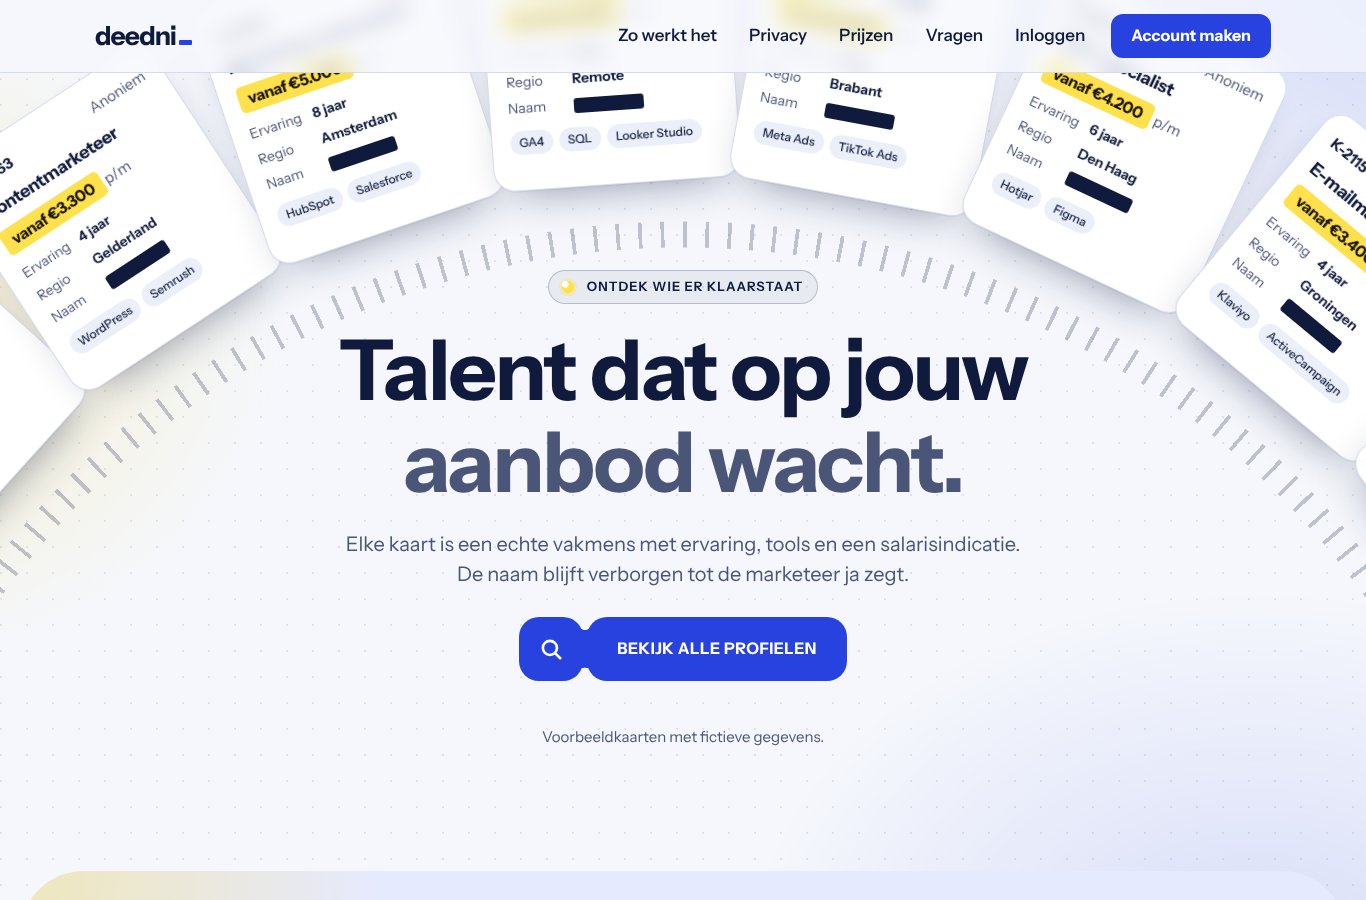 deedni
Zo werkt het
Privacy
Prijzen
Vragen
Inloggen
Account maken
Anoniem
vanaf €3.300 p/m
Ervaring 4 jaar
Regio Gelderland
Naam
WordPress Semrush
vanaf €5.000
Ervaring 8 jaar
Regio Amsterdam
Naam
HubSpot Salesforce
Regio Remote
Naam
GA4 SQL Looker Studio
Regio Brabant
Naam
Meta Ads TikTok Ads
Anoniem
vanaf €4.200 p/m
Ervaring 6 jaar
Regio Den Haag
Naam
Hotjar Figma
Ervaring 4 jaar
Regio Groningen
Naam
Klaviyo ActiveCampaign
ONTDEK WIE ER KLAARSTAAT
Talent dat op jouw
aanbod wacht.
Elke kaart is een echte vakmens met ervaring, tools en een salarisindicatie.
De naam blijft verborgen tot de marketeer ja zegt.
BEKIJK ALLE PROFIELEN
Voorbeeldkaarten met fictieve gegevens.